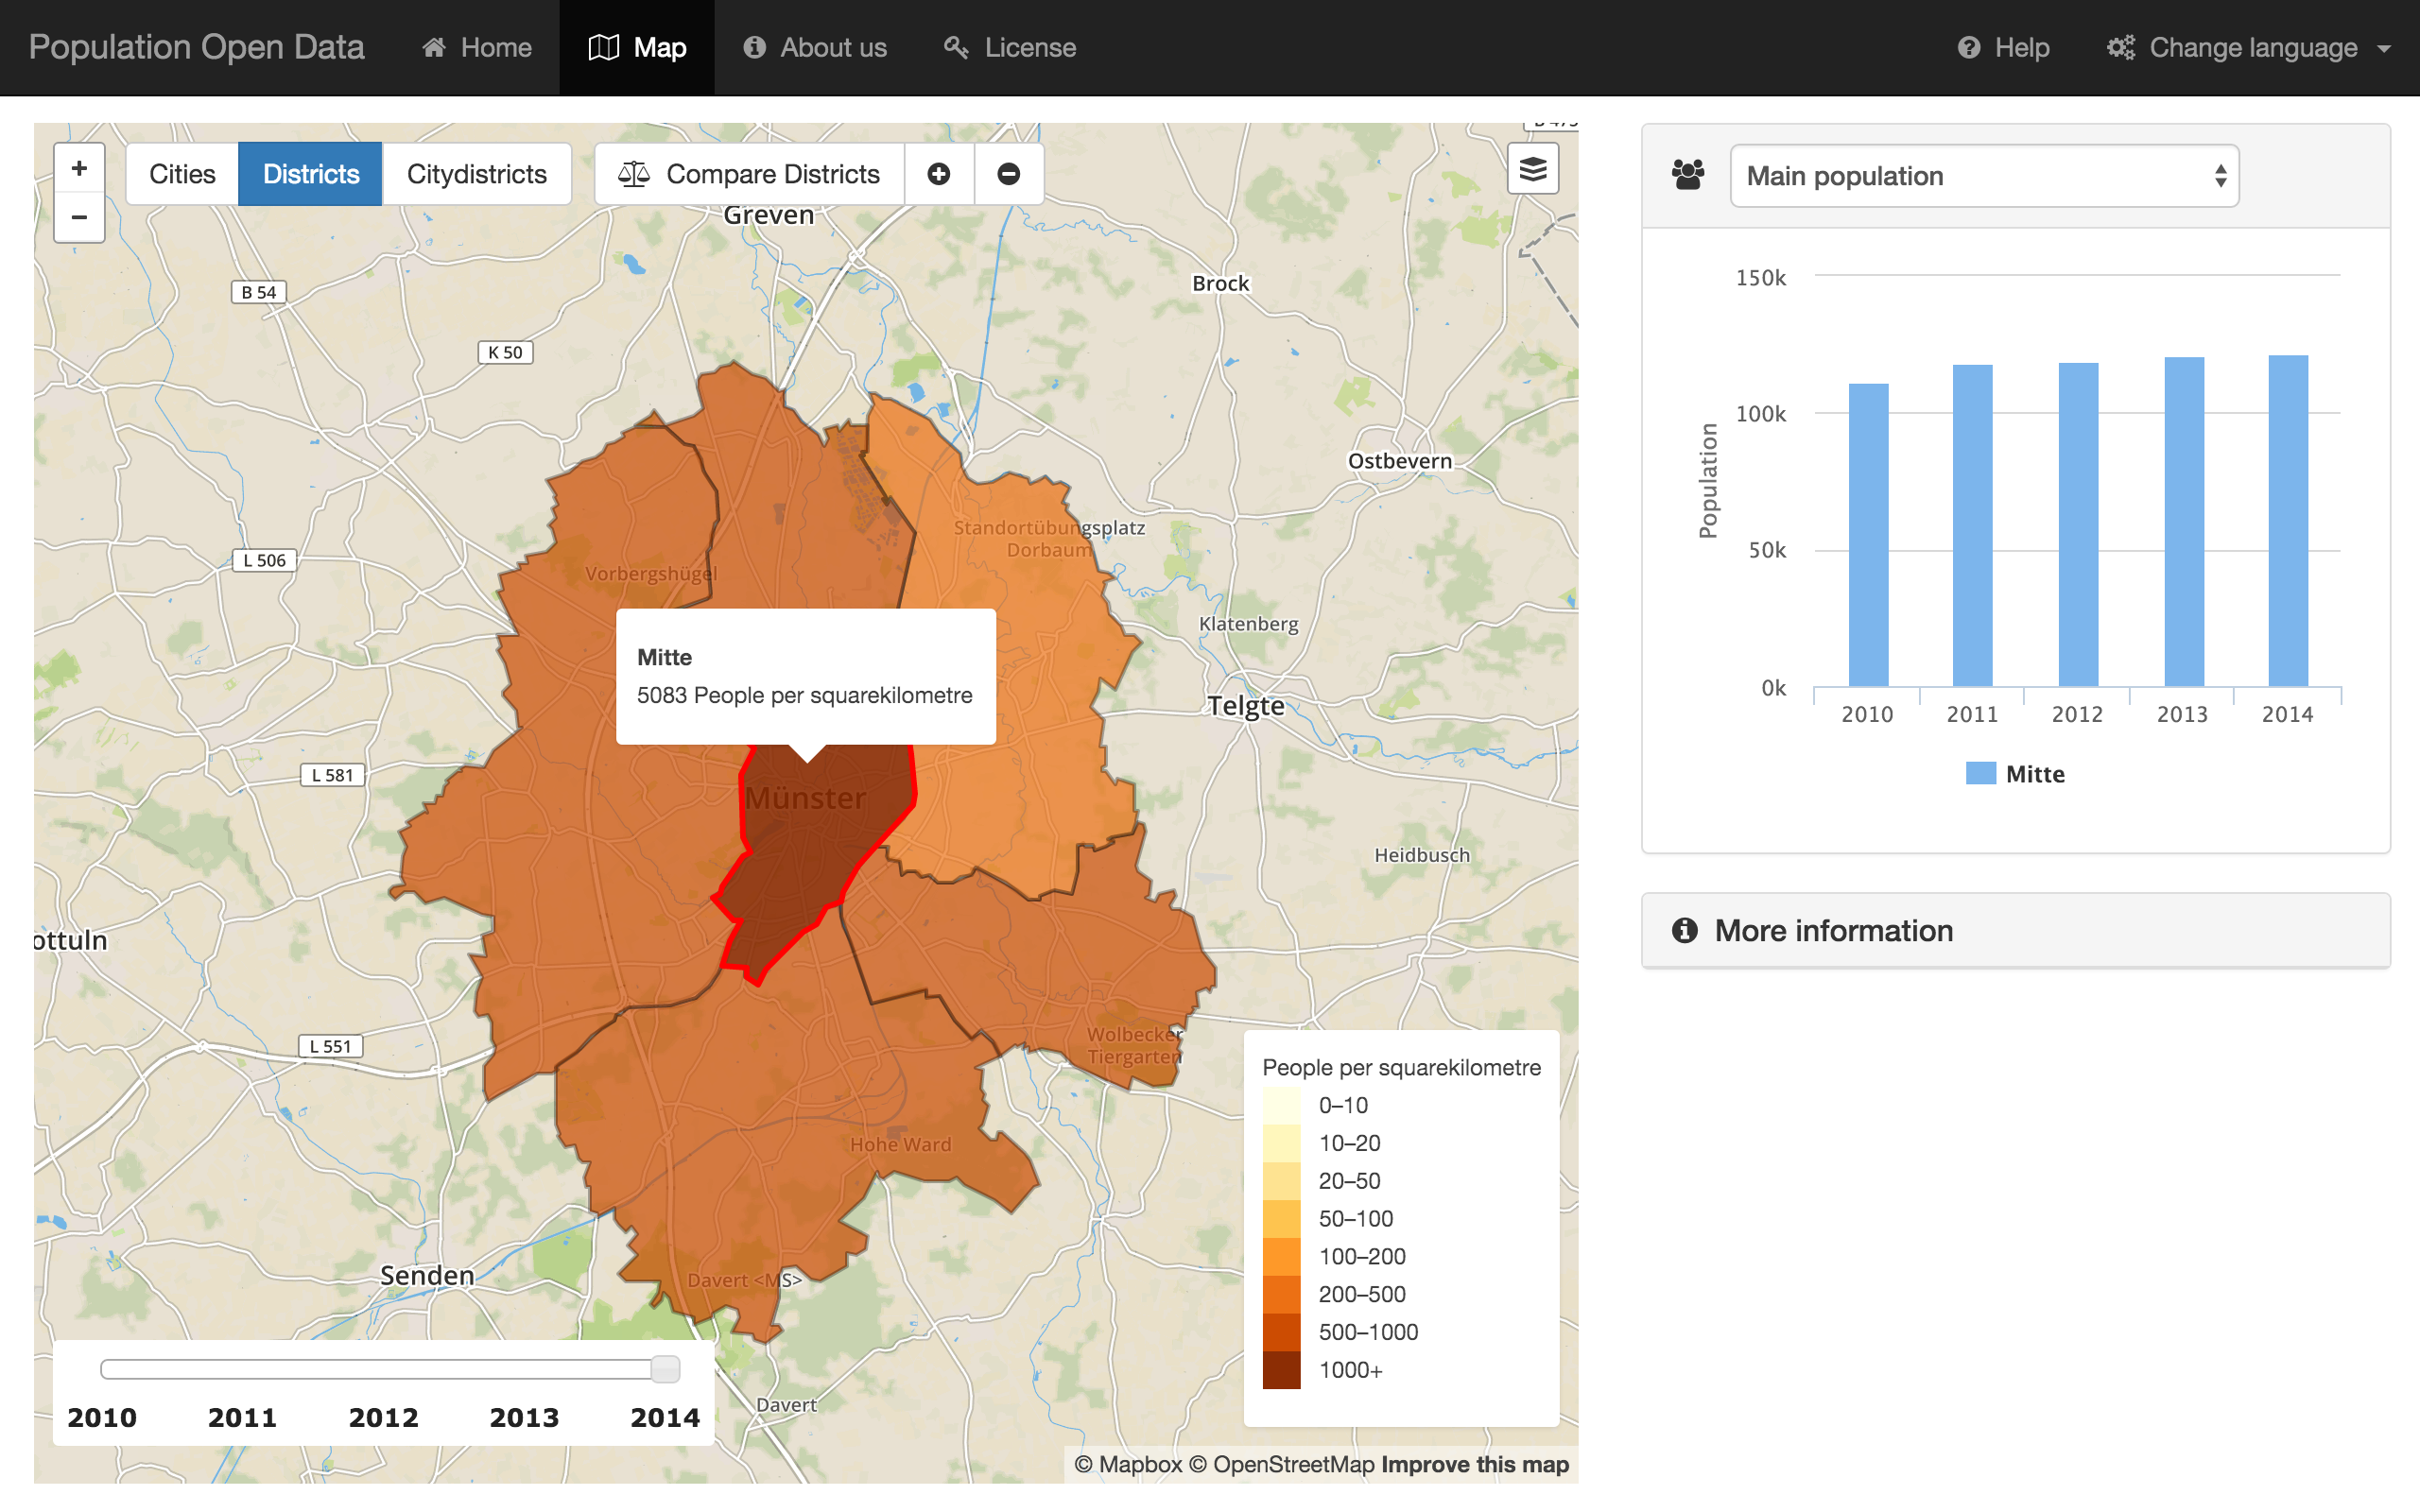 Population Open Data
Home
Map
About us
License
Help
Change language
+
−
Cities
Districts
Citydistricts
Compare Districts
Greven
B 54
Brock
K 50
Ostbevern
Standortübungsplatz
Dorbaum
L 506
Vorbergshügel
Klatenberg
Mitte
5083 People per squarekilometre
Telgte
L 581
Münster
Heidbusch
ottuln
Wolbecker
Tiergarten
L 551
Hohe Ward
Senden
Davert <MS>
Davert
People per squarekilometre
0–10
10–20
20–50
50–100
100–200
200–500
500–1000
1000+
2010
2011
2012
2013
2014
© Mapbox © OpenStreetMap Improve this map
Main population
Population
150k
100k
50k
0k
2010
2011
2012
2013
2014
Mitte
More information